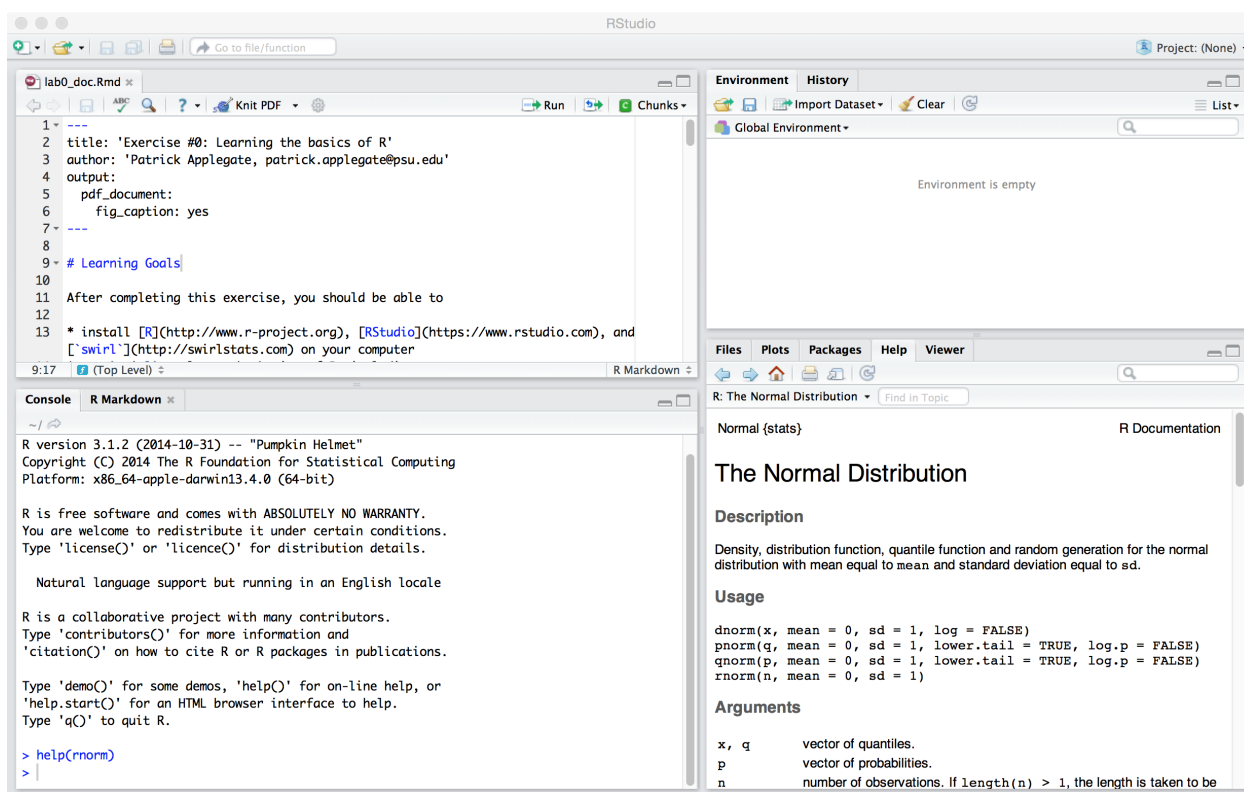 RStudio
Go to file/function
Project: (None)
lab0_doc.Rmd
ABC
Knit PDF
Run
Chunks
1 ---
2 title: 'Exercise #0: Learning the basics of R'
3 author: 'Patrick Applegate, patrick.applegate@psu.edu'
4 output:
5 pdf_document:
6 fig_caption: yes
7 ---
8
9 # Learning Goals
10
11 After completing this exercise, you should be able to
12
13 * install [R](http://www.r-project.org), [RStudio](https://www.rstudio.com), and
[`swirl`](http://swirlstats.com) on your computer
9:17 (Top Level) R Markdown
Console R Markdown
~/
R version 3.1.2 (2014-10-31) -- "Pumpkin Helmet"
Copyright (C) 2014 The R Foundation for Statistical Computing
Platform: x86_64-apple-darwin13.4.0 (64-bit)
R is free software and comes with ABSOLUTELY NO WARRANTY.
You are welcome to redistribute it under certain conditions.
Type 'license()' or 'licence()' for distribution details.
Natural language support but running in an English locale
R is a collaborative project with many contributors.
Type 'contributors()' for more information and
'citation()' on how to cite R or R packages in publications.
Type 'demo()' for some demos, 'help()' for on-line help, or
'help.start()' for an HTML browser interface to help.
Type 'q()' to quit R.
> help(rnorm)
>
Environment History
Import Dataset Clear List
Global Environment
Environment is empty
Files Plots Packages Help Viewer
R: The Normal Distribution Find in Topic
Normal {stats} R Documentation
The Normal Distribution
Description
Density, distribution function, quantile function and random generation for the normal
distribution with mean equal to mean and standard deviation equal to sd.
Usage
dnorm(x, mean = 0, sd = 1, log = FALSE)
pnorm(q, mean = 0, sd = 1, lower.tail = TRUE, log.p = FALSE)
qnorm(p, mean = 0, sd = 1, lower.tail = TRUE, log.p = FALSE)
rnorm(n, mean = 0, sd = 1)
Arguments
x, q vector of quantiles.
p vector of probabilities.
n number of observations. If length(n) > 1, the length is taken to be